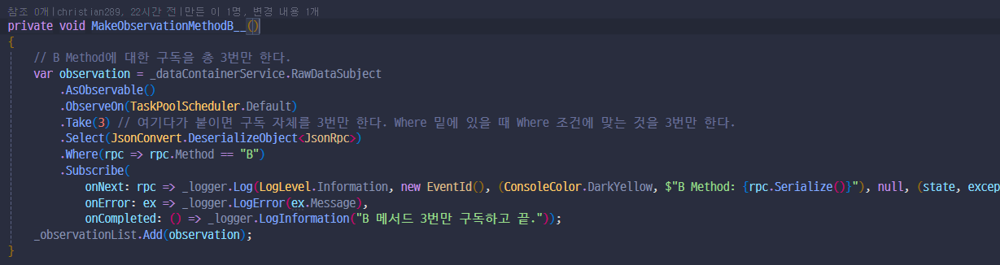 참조 0개|christian289, 22시간 전|만든 이 1명, 변경 내용 1개
private void MakeObservationMethodB__()
{
// B Method에 대한 구독을 총 3번만 한다.
var observation = _dataContainerService.RawDataSubject
.AsObservable()
.ObserveOn(TaskPoolScheduler.Default)
.Take(3) // 여기다가 붙이면 구독 자체를 3번만 한다. Where 밑에 있을 때 Where 조건에 맞는 것을 3번만 한다.
.Select(JsonConvert.DeserializeObject<JsonRpc>)
.Where(rpc => rpc.Method == "B")
.Subscribe(
onNext: rpc => _logger.Log(LogLevel.Information, new EventId(), (ConsoleColor.DarkYellow, $"B Method: {rpc.Serialize()}"), null, (state, excep
onError: ex => _logger.LogError(ex.Message),
onCompleted: () => _logger.LogInformation("B 메서드 3번만 구독하고 끝."));
_observationList.Add(observation);
}